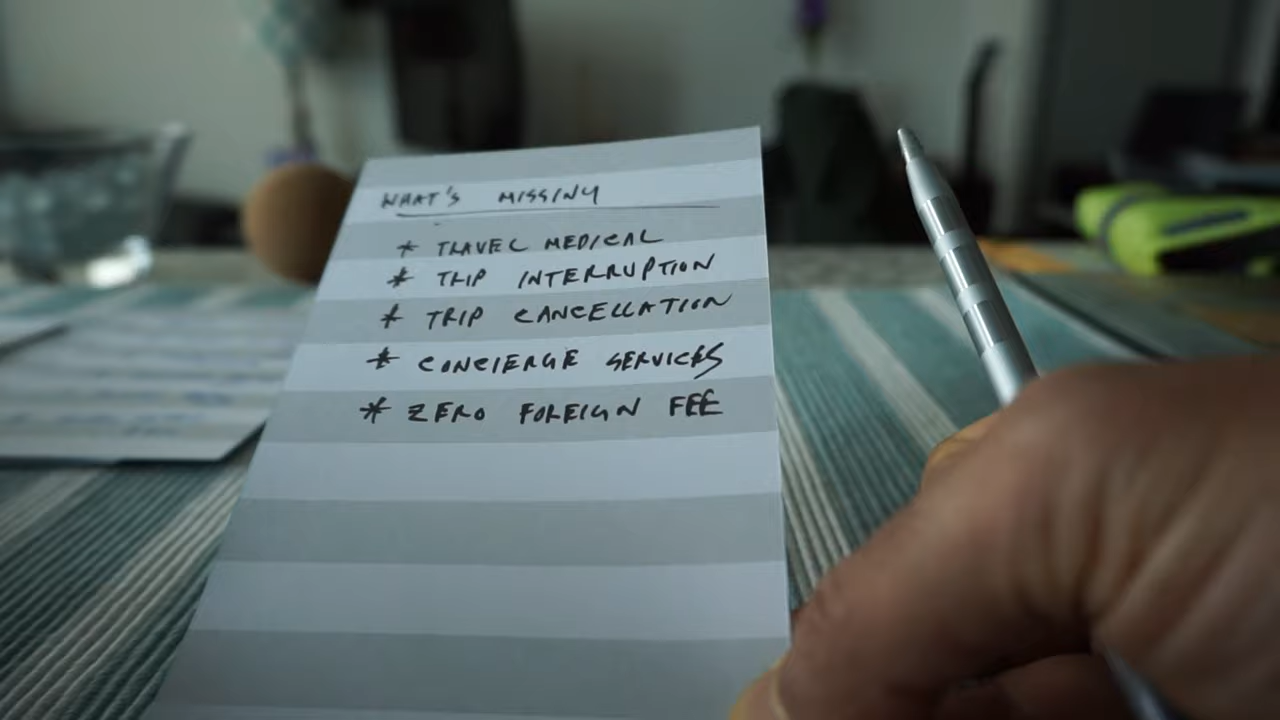 WHAT'S MISSING
* TRAVEL MEDICAL
* TRIP INTERRUPTION
* TRIP CANCELLATION
* CONCIERGE SERVICES
* ZERO FOREIGN FEE